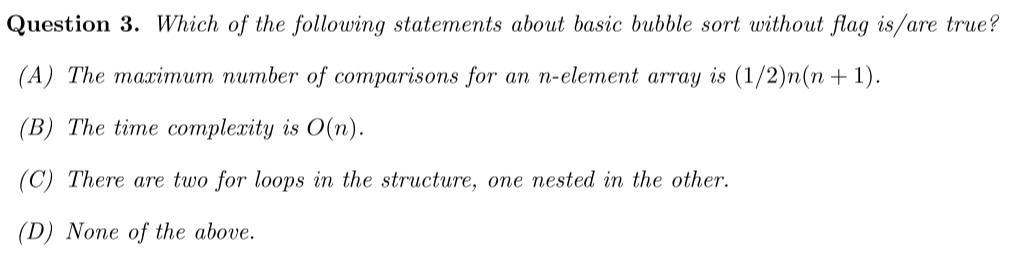 Question 3. Which of the following statements about basic bubble sort without flag is/are true?
(A) The maximum number of comparisons for an n-element array is (1/2)n(n + 1).
(B) The time complexity is O(n).
(C) There are two for loops in the structure, one nested in the other.
(D) None of the above.